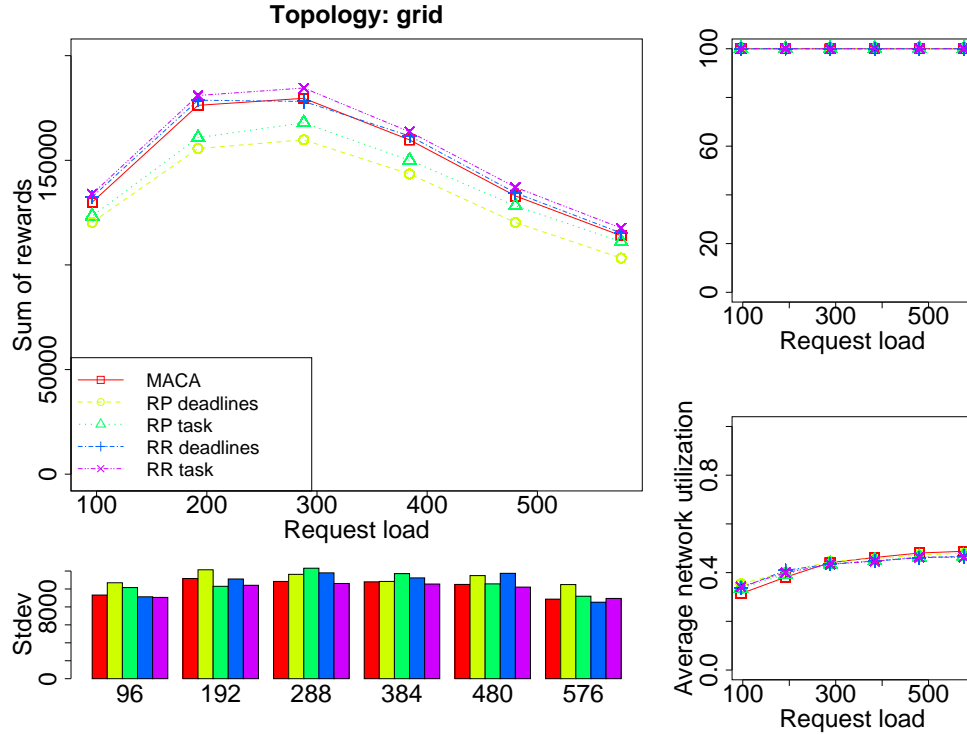 Topology: grid
Sum of rewards
0
50000
150000
MACA
RP deadlines
RP task
RR deadlines
RR task
100
200
300
400
500
Request load
Stdev
0
8000
96
192
288
384
480
576
0
20
60
100
100
300
500
Request load
Average network utilization
0.0
0.4
0.8
100
300
500
Request load